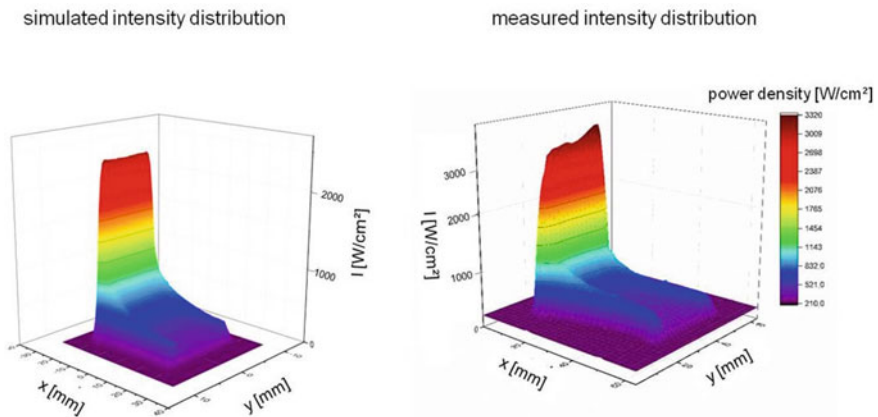 simulated intensity distribution
measured intensity distribution
power density [W/cm²]
3320
3009
2698
2387
2076
1765
1454
1143
832.0
521.0
210.0
2000
1000
0
I [W/cm²]
x [mm]
y [mm]
3000
2000
1000
0
I [W/cm²]
x [mm]
y [mm]